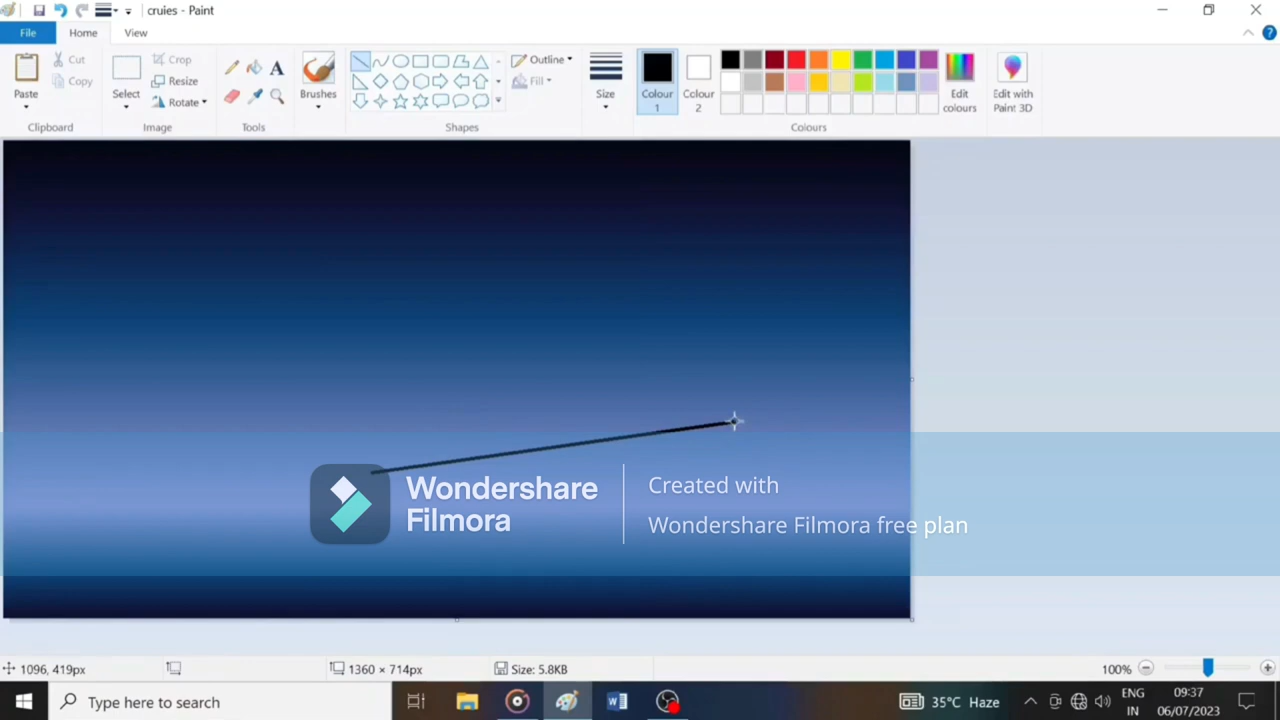 cruies - Paint
File Home View
Paste
Cut
Copy
Clipboard
Select
Crop
Resize
Rotate
Image
A
Tools
Brushes
Outline
Fill
Shapes
Size
Colour 1
Colour 2
Edit colours
Edit with Paint 3D
Colours
Wondershare
Filmora
Created with
Wondershare Filmora free plan
1096, 419px
1360 × 714px
Size: 5.8KB
100%
Type here to search
W
35°C Haze
ENG
IN
09:37
06/07/2023